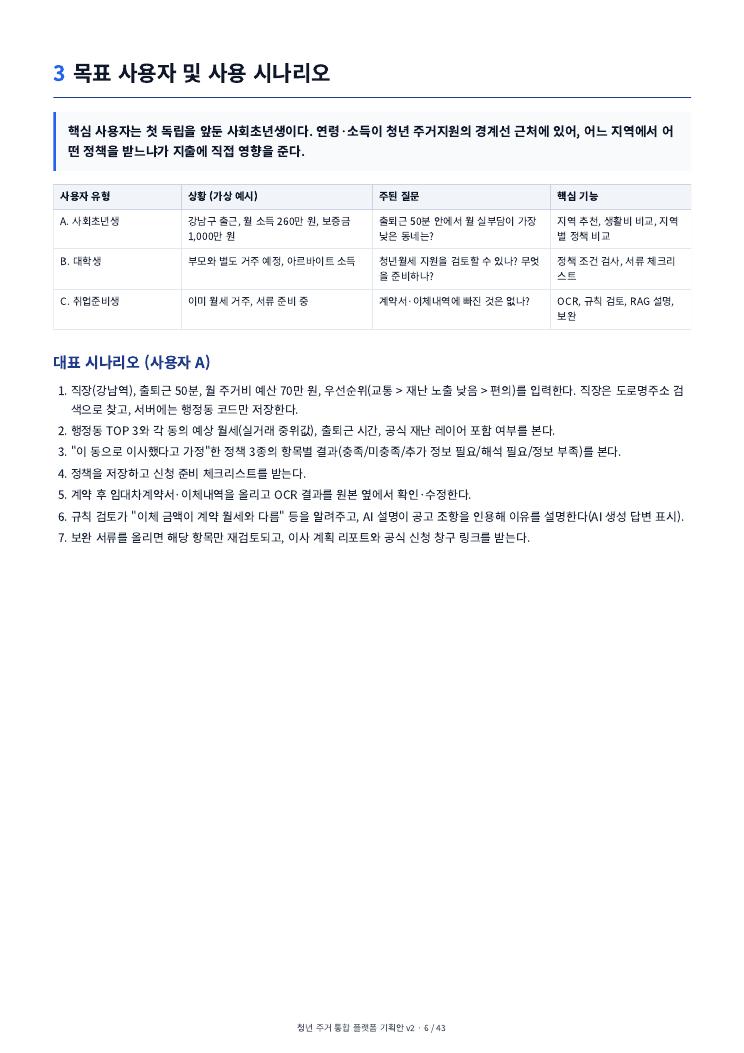 3 목표 사용자 및 사용 시나리오
핵심 사용자는 첫 독립을 앞둔 사회초년생이다. 연령·소득이 청년 주거지원의 경계선 근처에 있어, 어느 지역에서 어
떤 정책을 받느냐가 지출에 직접 영향을 준다.
사용자 유형 상황 (가상 예시) 주된 질문 핵심 기능
A. 사회초년생 강남구 출근, 월 소득 260만 원, 보증금 출퇴근 50분 안에서 월 실부담이 가장 지역 추천, 생활비 비교, 지역
1,000만 원 낮은 동네는? 별 정책 비교
B. 대학생 부모와 별도 거주 예정, 아르바이트 소득 청년월세 지원을 검토할 수 있나? 무엇 정책 조건 검사, 서류 체크리
을 준비하나? 스트
C. 취업준비생 이미 월세 거주, 서류 준비 중 계약서·이체내역에 빠진 것은 없나? OCR, 규칙 검토, RAG 설명,
보완
대표 시나리오 (사용자 A)
1. 직장(강남역), 출퇴근 50분, 월 주거비 예산 70만 원, 우선순위(교통 > 재난 노출 낮음 > 편의)를 입력한다. 직장은 도로명주소 검
색으로 찾고, 서버에는 행정동 코드만 저장한다.
2. 행정동 TOP 3와 각 동의 예상 월세(실거래 중위값), 출퇴근 시간, 공식 재난 레이어 포함 여부를 본다.
3. "이 동으로 이사했다고 가정"한 정책 3종의 항목별 결과(충족/미충족/추가 정보 필요/해석 필요/정보 부족)를 본다.
4. 정책을 저장하고 신청 준비 체크리스트를 받는다.
5. 계약 후 임대차계약서·이체내역을 올리고 OCR 결과를 원본 옆에서 확인·수정한다.
6. 규칙 검토가 "이체 금액이 계약 월세와 다름" 등을 알려주고, AI 설명이 공고 조항을 인용해 이유를 설명한다(AI 생성 답변 표시).
7. 보완 서류를 올리면 해당 항목만 재검토되고, 이사 계획 리포트와 공식 신청 창구 링크를 받는다.
청년 주거 통합 플랫폼 기획안 v2 · 6 / 43